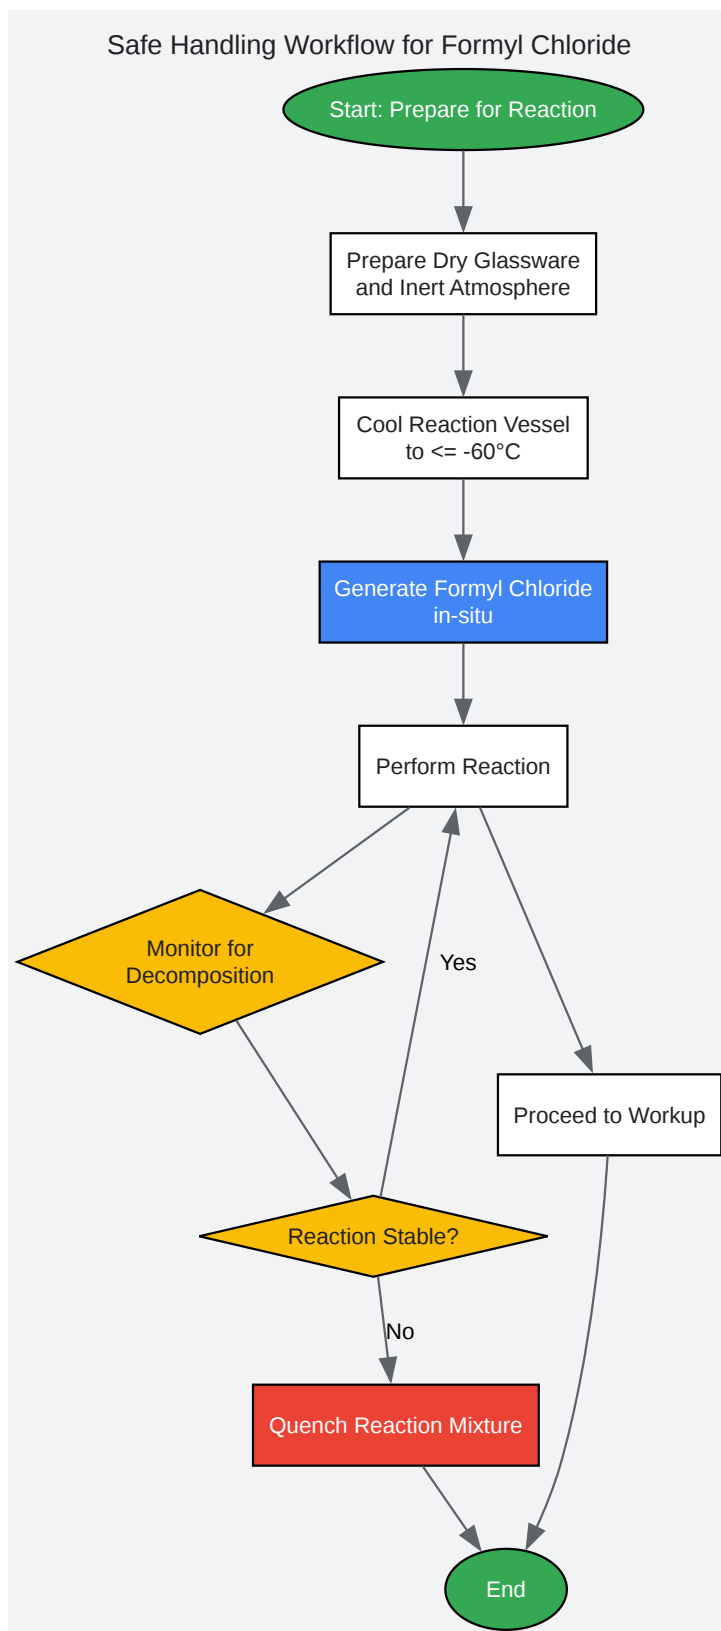 Safe Handling Workflow for Formyl Chloride
Start: Prepare for Reaction
Prepare Dry Glassware
and Inert Atmosphere
Cool Reaction Vessel
to <= -60°C
Generate Formyl Chloride
in-situ
Perform Reaction
Monitor for
Decomposition
Yes
Proceed to Workup
Reaction Stable?
No
Quench Reaction Mixture
End